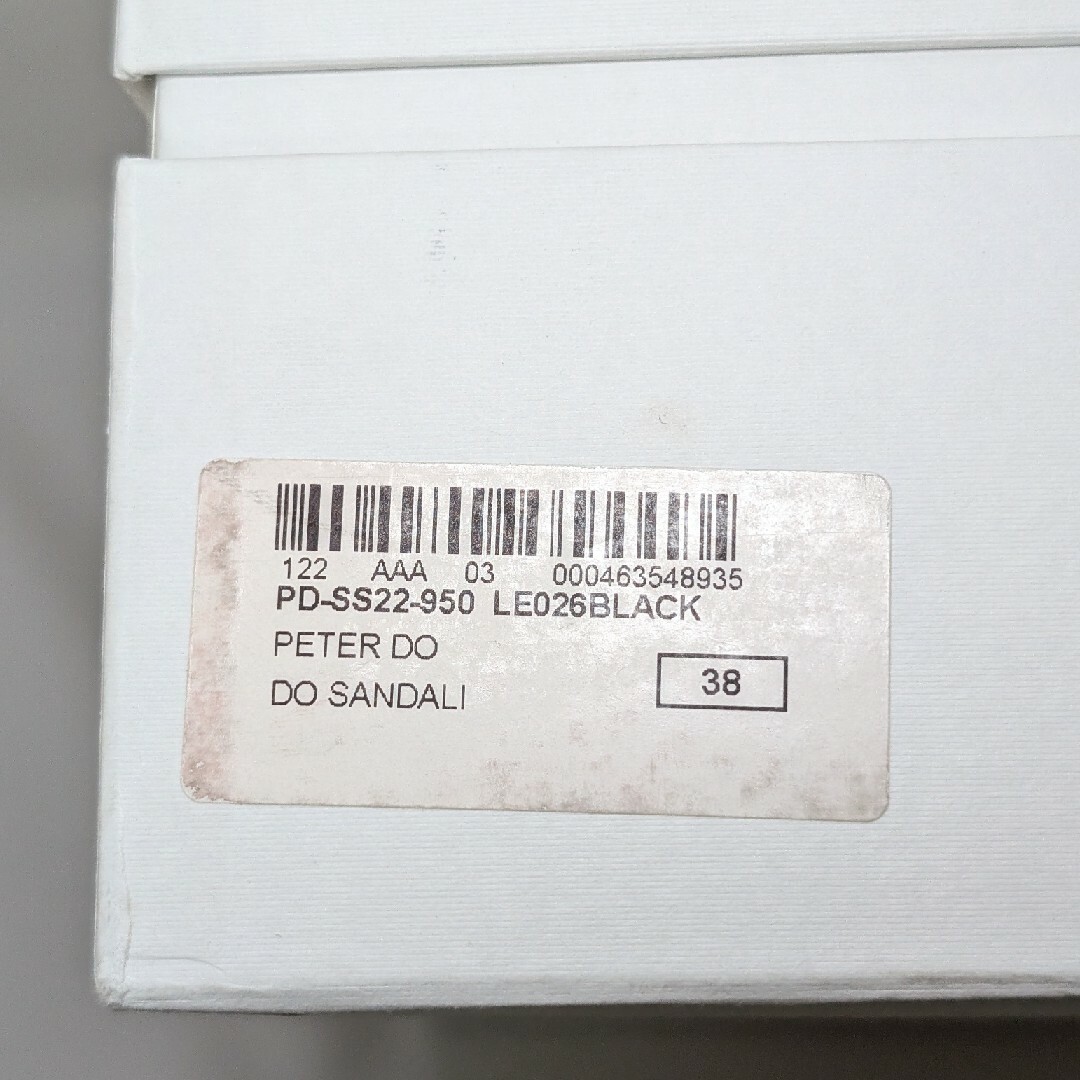 122 AAA 03 000463548935
PD-SS22-950 LE026BLACK
PETER DO
DO SANDALI
38